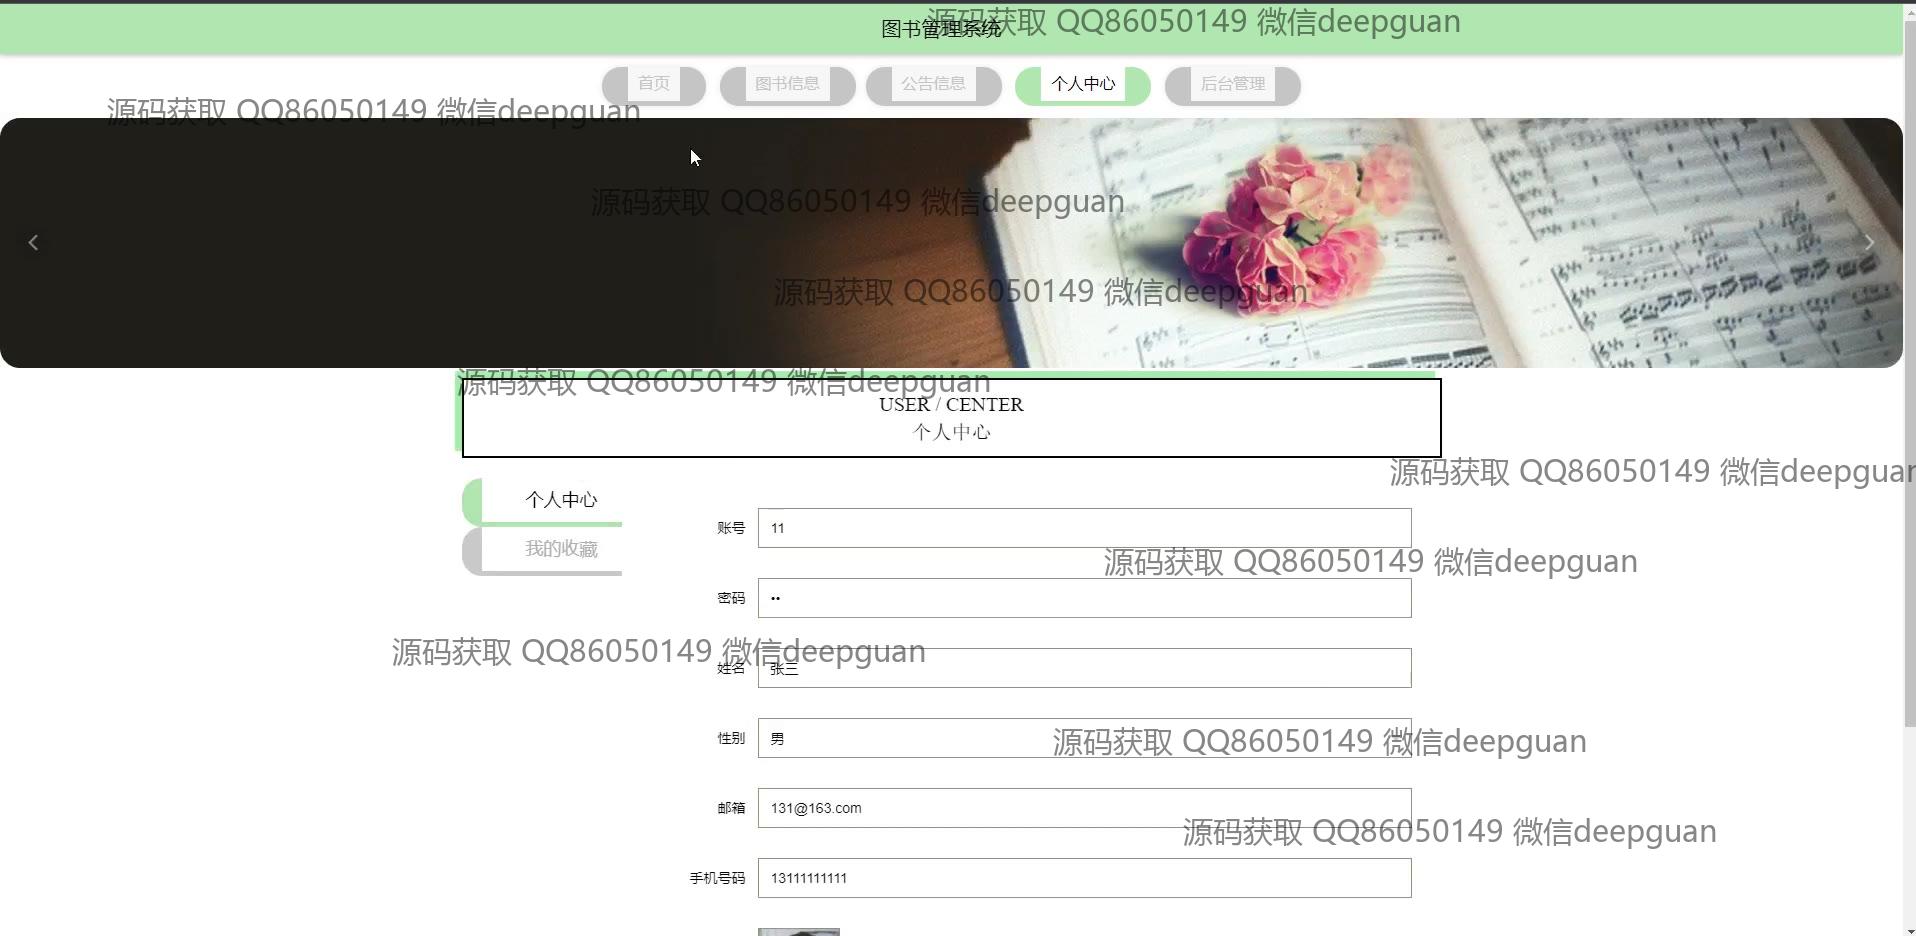 图书管理系统
源码获取 QQ86050149 微信deepguan
首页 图书信息 公告信息 个人中心 后台管理
源码获取 QQ86050149 微信deepguan
源码获取 QQ86050149 微信deepguan
源码获取 QQ86050149 微信deepguan
源码获取 QQ86050149 微信deepguan
USER / CENTER
个人中心
源码获取 QQ86050149 微信deepguan
个人中心
我的收藏
账号 11
源码获取 QQ86050149 微信deepguan
密码 ••
源码获取 QQ86050149 微信deepguan
姓名 张三
性别 男
源码获取 QQ86050149 微信deepguan
邮箱 131@163.com
源码获取 QQ86050149 微信deepguan
手机号码 13111111111